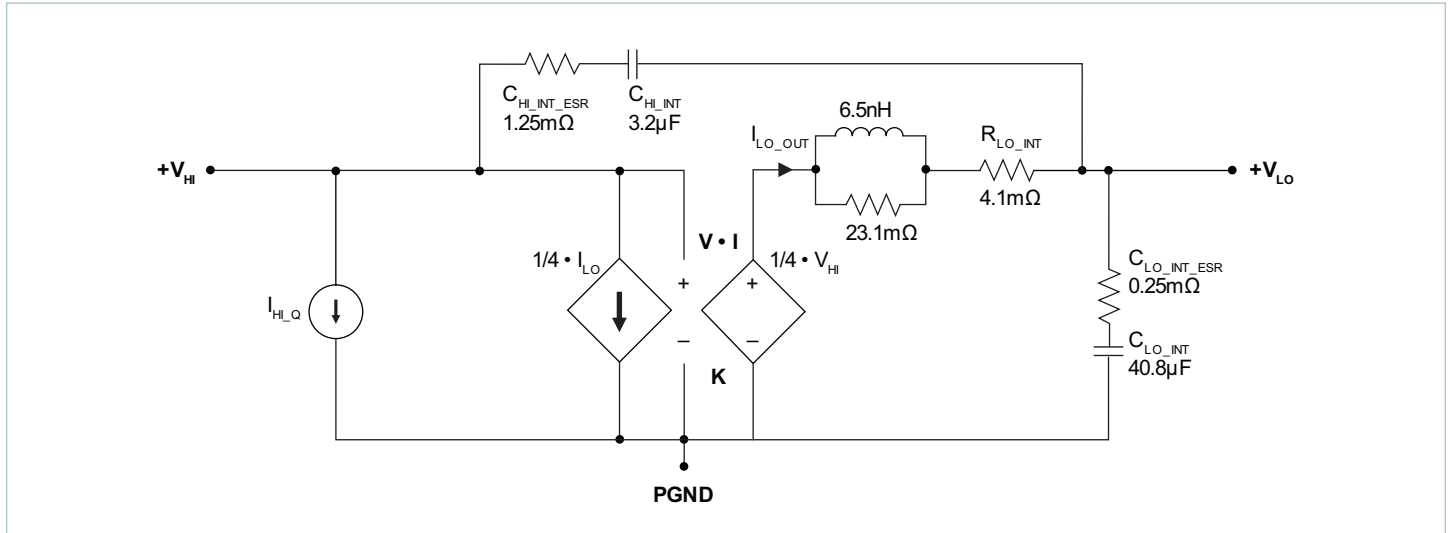 C_HI_INT_ESR
1.25mΩ
C_HI_INT
3.2µF
6.5nH
I_LO_OUT
R_LO_INT
4.1mΩ
23.1mΩ
+V_HI
+V_LO
V • I
1/4 • I_LO
1/4 • V_HI
+
+
I_HI_Q
–
–
K
C_LO_INT_ESR
0.25mΩ
C_LO_INT
40.8µF
PGND